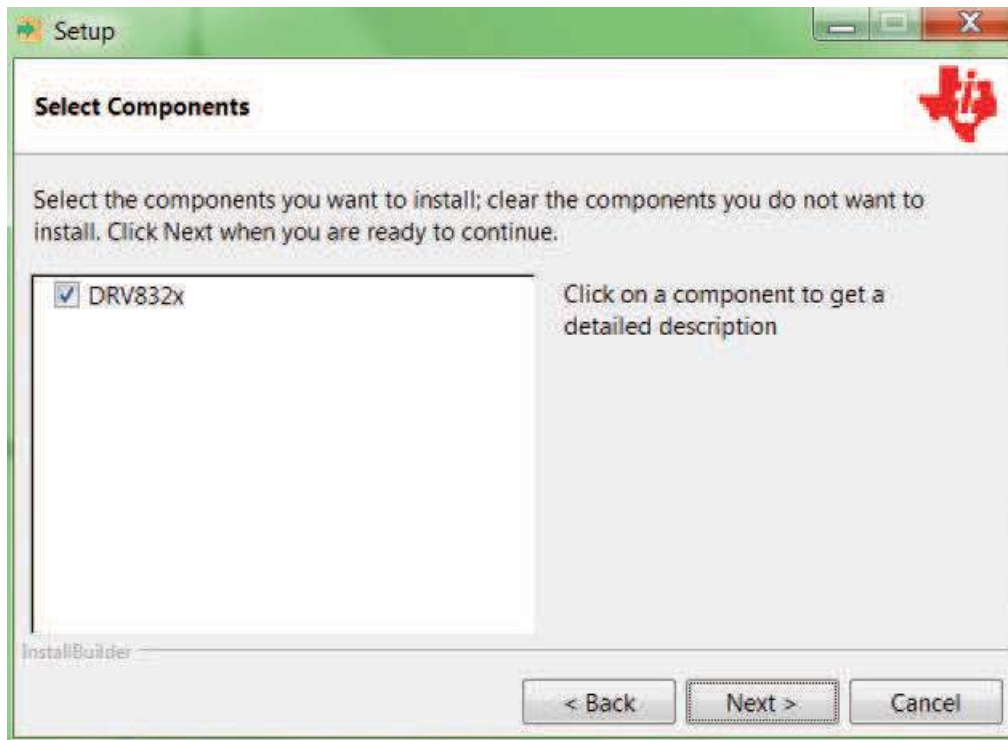 Setup
Select Components
Select the components you want to install; clear the components you do not want to
install. Click Next when you are ready to continue.
DRV832x
Click on a component to get a
detailed description
InstallBuilder
< Back
Next >
Cancel